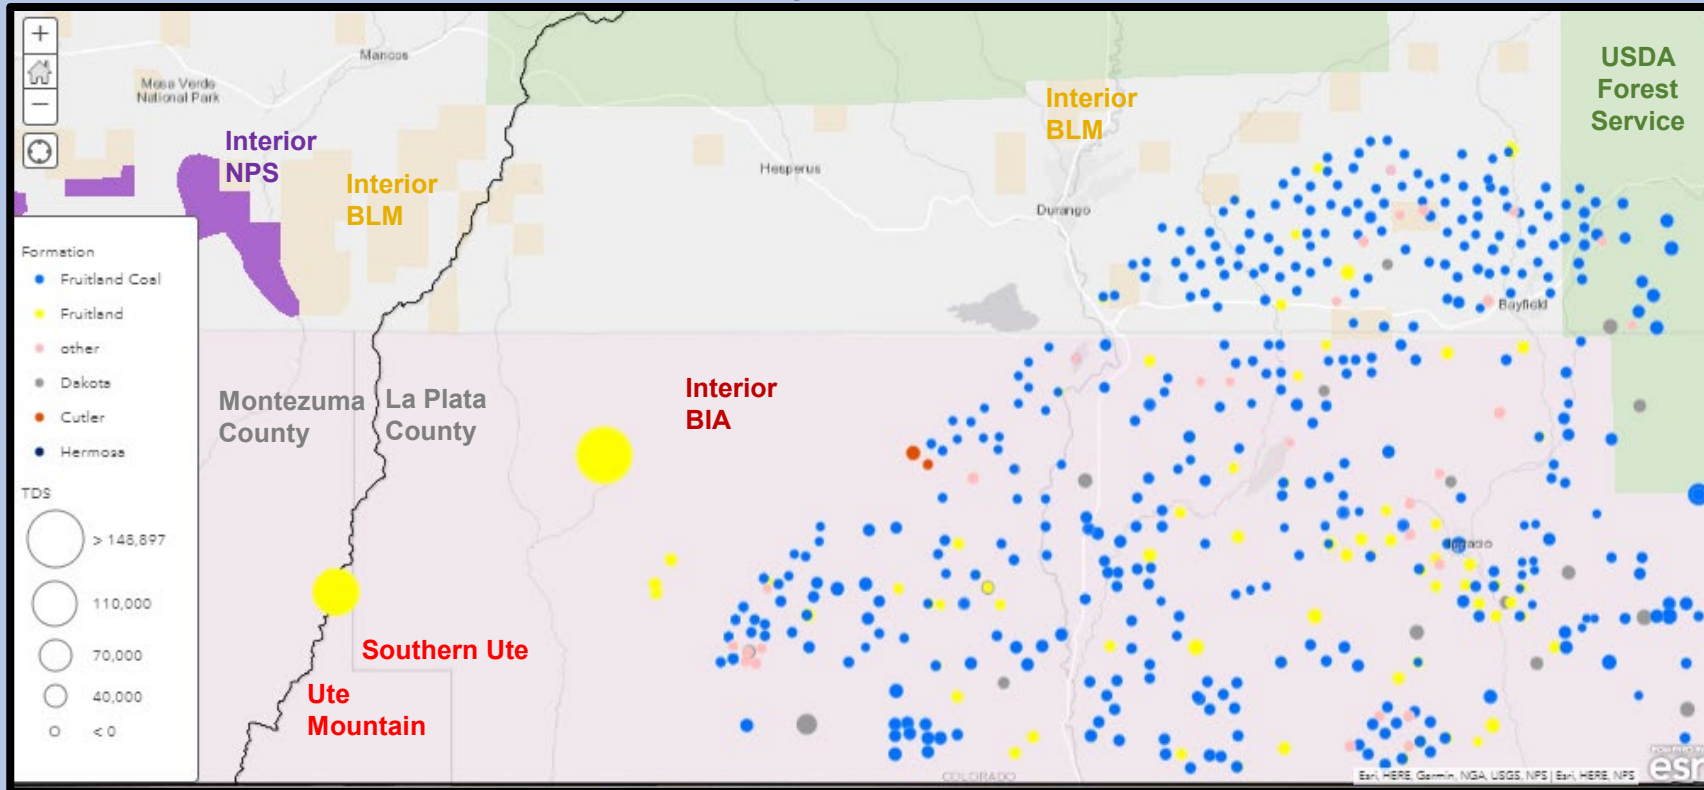 +
−
Mancos
Mesa Verde
National Park
Interior
NPS
Interior
BLM
Hesperus
Interior
BLM
Durango
USDA
Forest
Service
Bayfield
Formation
Fruitland Coal
Fruitland
other
Dakota
Cutler
Hermosa
TDS
> 148,897
110,000
70,000
40,000
< 0
Montezuma
County
La Plata
County
Interior
BIA
Ignacio
Southern Ute
Ute
Mountain
COLORADO
Esri, HERE, Garmin, NGA, USGS, NPS | Esri, HERE, NPS
esri